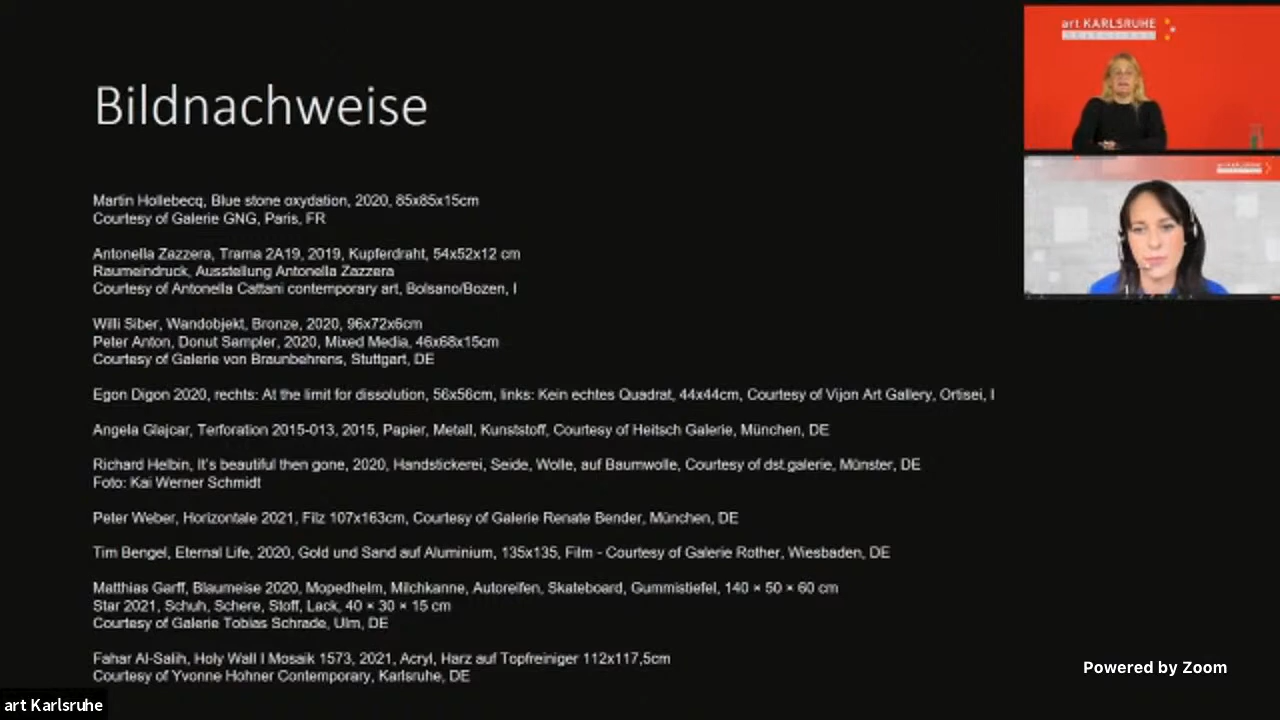 Bildnachweise
Martin Hollebecq, Blue stone oxydation, 2020, 85x85x15cm
Courtesy of Galerie GNG, Paris, FR
Antonella Zazzera, Trama 2A19, 2019, Kupferdraht, 54x52x12 cm
Raumeindruck, Ausstellung Antonella Zazzera
Courtesy of Antonella Cattani contemporary art, Bolsano/Bozen, I
Willi Siber, Wandobjekt, Bronze, 2020, 96x72x6cm
Peter Anton, Donut Sampler, 2020, Mixed Media, 46x68x15cm
Courtesy of Galerie von Braunbehrens, Stuttgart, DE
Egon Digon 2020, rechts: At the limit for dissolution, 56x56cm, links: Kein echtes Quadrat, 44x44cm, Courtesy of Vijon Art Gallery, Ortisei, I
Angela Glajcar, Terforation 2015-013, 2015, Papier, Metall, Kunststoff, Courtesy of Heitsch Galerie, München, DE
Richard Helbin, It's beautiful then gone, 2020, Handstickerei, Seide, Wolle, auf Baumwolle, Courtesy of dst.galerie, Münster, DE
Foto: Kai Werner Schmidt
Peter Weber, Horizontale 2021, Filz 107x163cm, Courtesy of Galerie Renate Bender, München, DE
Tim Bengel, Eternal Life, 2020, Gold und Sand auf Aluminium, 135x135, Film - Courtesy of Galerie Rother, Wiesbaden, DE
Matthias Garff, Blaumeise 2020, Mopedhelm, Milchkanne, Autoreifen, Skateboard, Gummistiefel, 140 × 50 × 60 cm
Star 2021, Schuh, Schere, Stoff, Lack, 40 × 30 × 15 cm
Courtesy of Galerie Tobias Schrade, Ulm, DE
Fahar Al-Salih, Holy Wall I Mosaik 1573, 2021, Acryl, Harz auf Topfreiniger 112x117,5cm
Courtesy of Yvonne Hohner Contemporary, Karlsruhe, DE
art KARLSRUHE
Powered by Zoom
art Karlsruhe